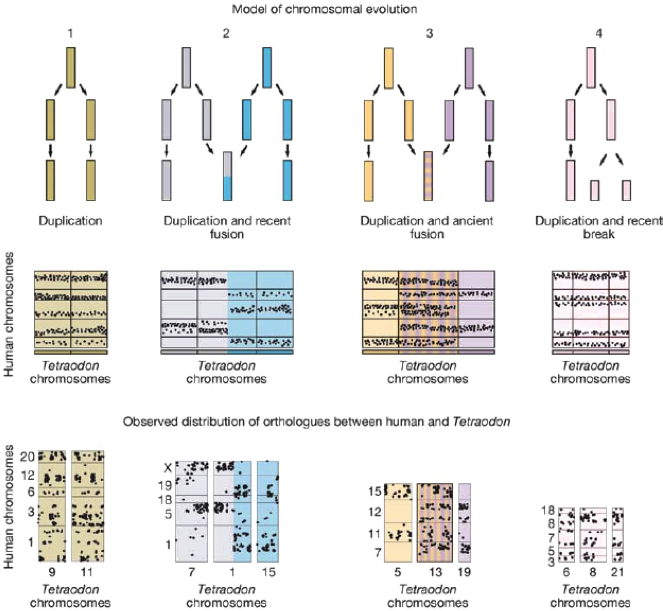 Model of chromosomal evolution
1 2 3 4
Duplication
Duplication and recent
fusion
Duplication and ancient
fusion
Duplication and recent
break
Human chromosomes
Tetraodon
chromosomes
Tetraodon
chromosomes
Tetraodon
chromosomes
Tetraodon
chromosomes
Observed distribution of orthologues between human and Tetraodon
Human chromosomes
20
12
6
3
1
9 11
Tetraodon
chromosomes
X
19
18
5
1
7 1 15
Tetraodon
chromosomes
15
12
11
7
5 13 19
Tetraodon
chromosomes
18
8
7
5
3
6 8 21
Tetraodon
chromosomes